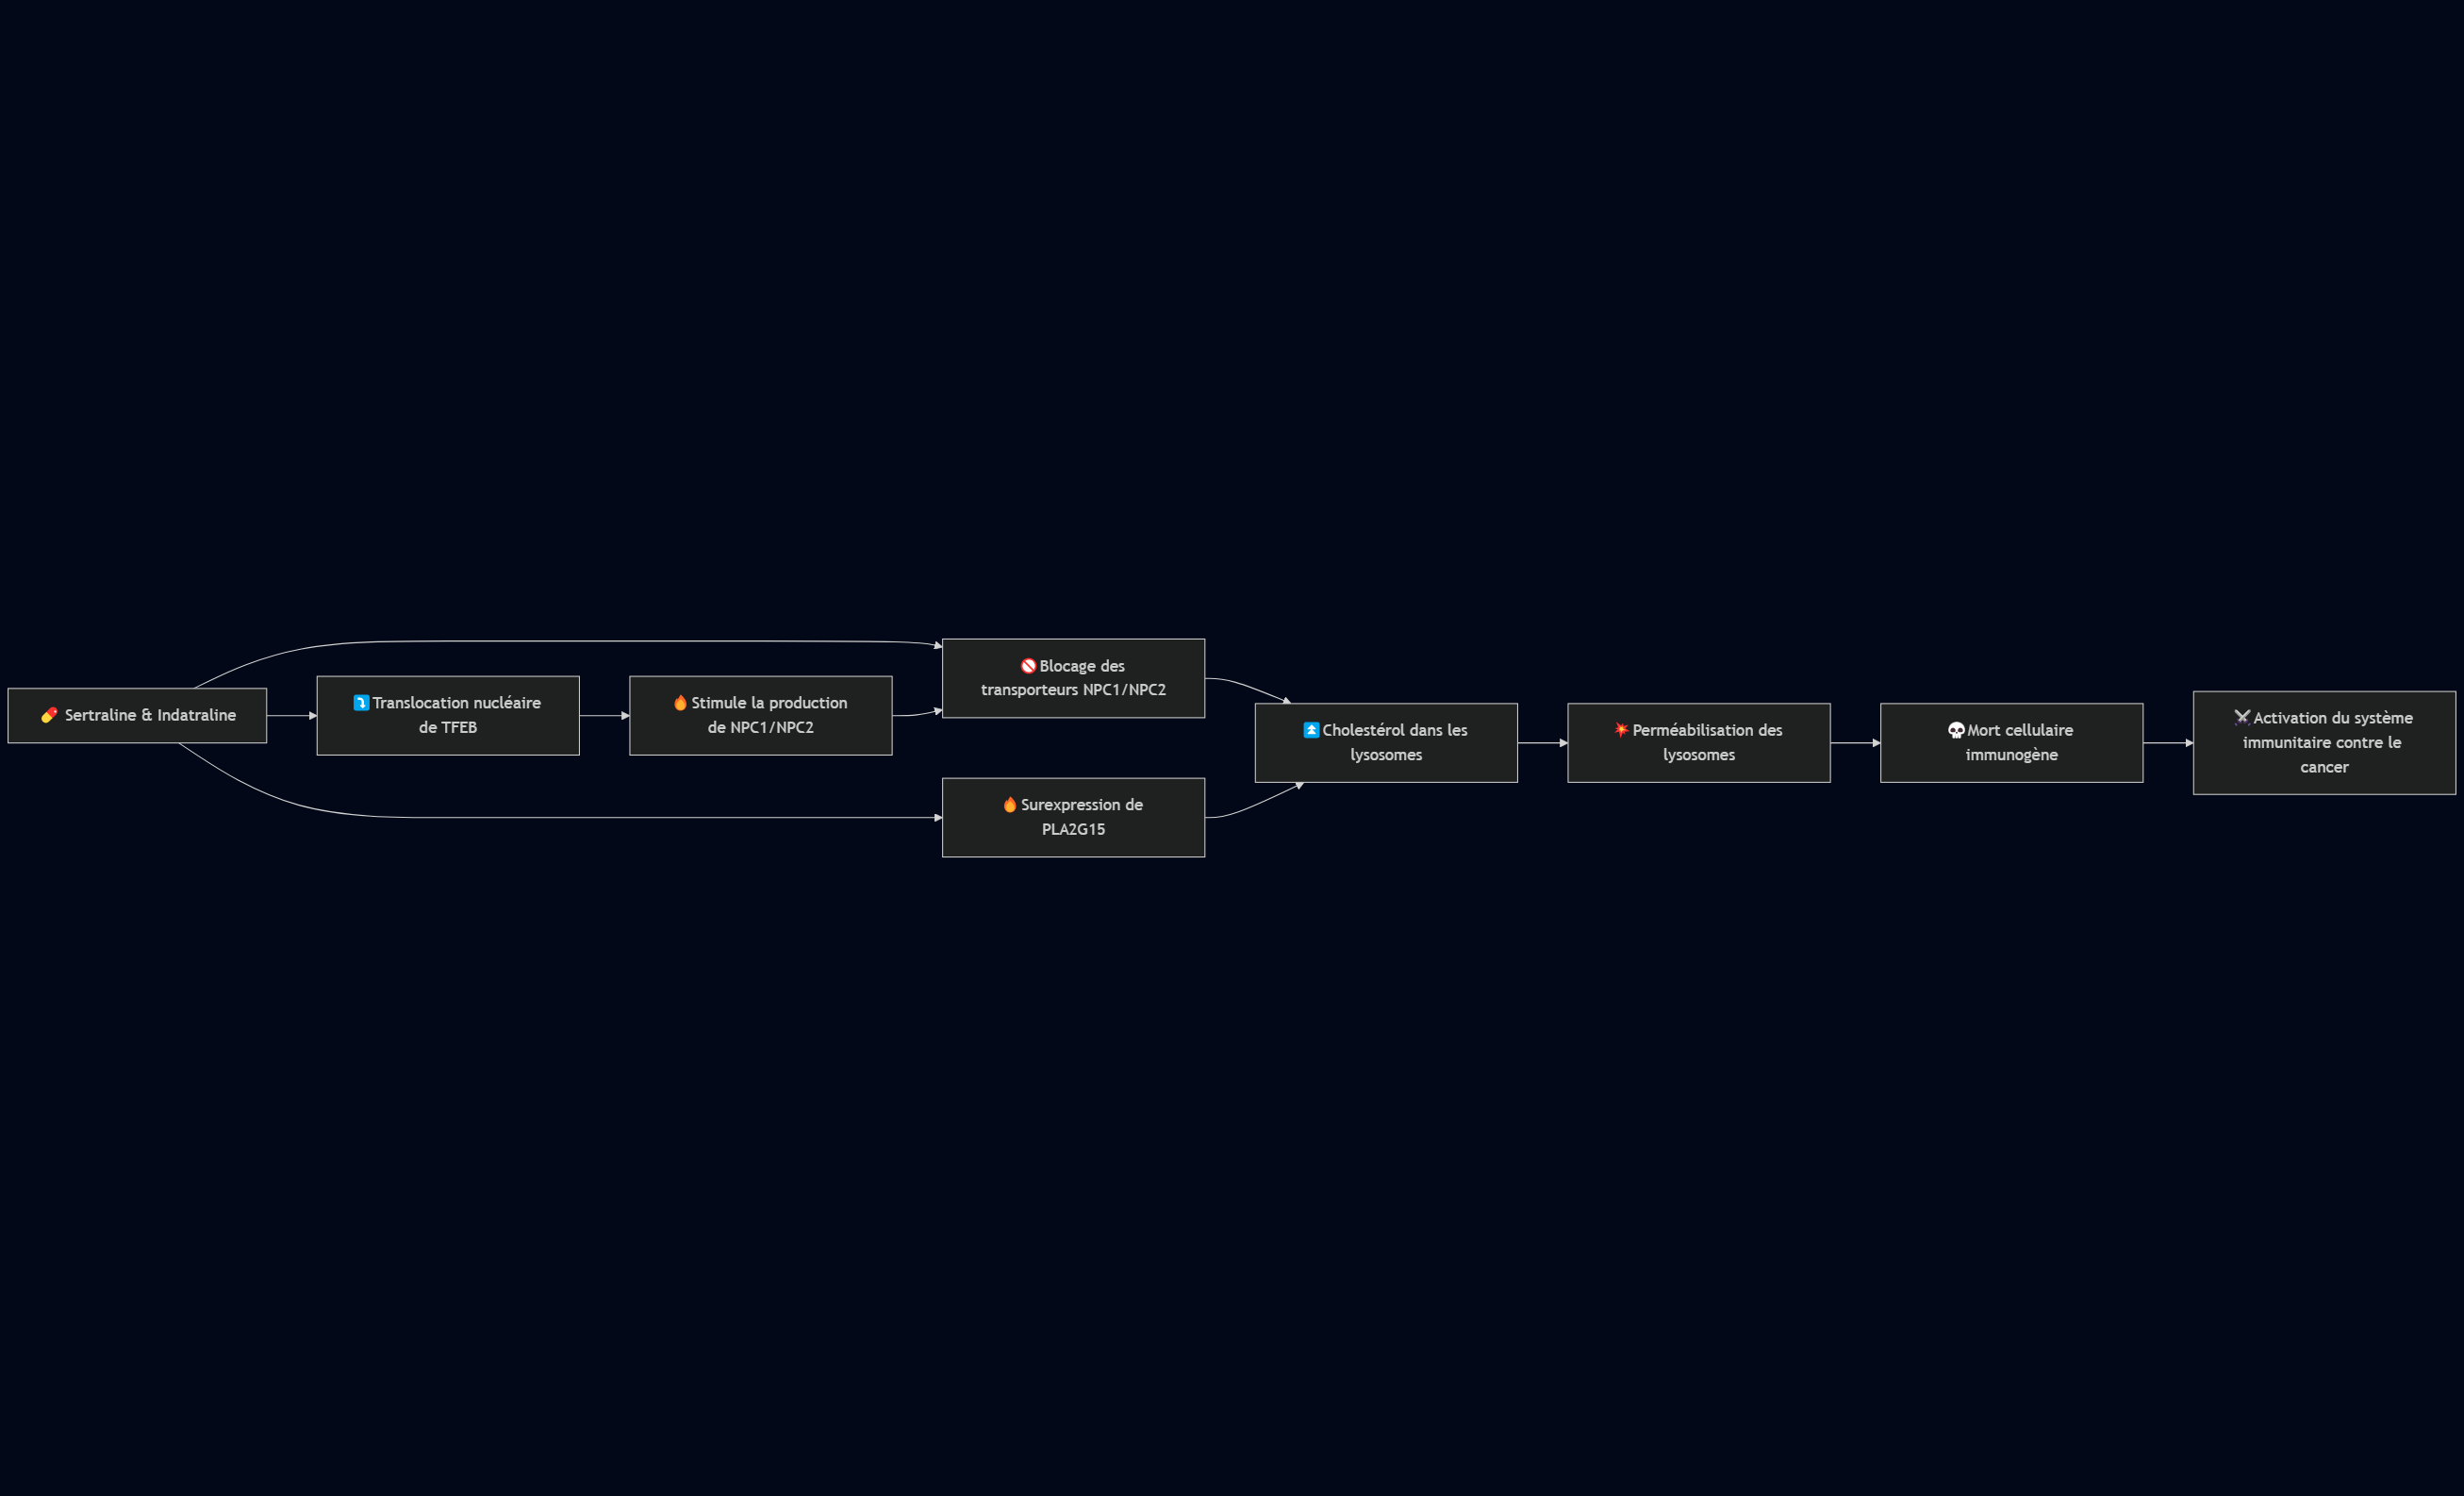 💊 Sertraline & Indatraline
⤵️Translocation nucléaire
de TFEB
🔥Stimule la production
de NPC1/NPC2
🚫Blocage des
transporteurs NPC1/NPC2
🔥Surexpression de
PLA2G15
⏫Cholestérol dans les
lysosomes
💥Perméabilisation des
lysosomes
💀Mort cellulaire
immunogène
⚔️Activation du système
immunitaire contre le
cancer